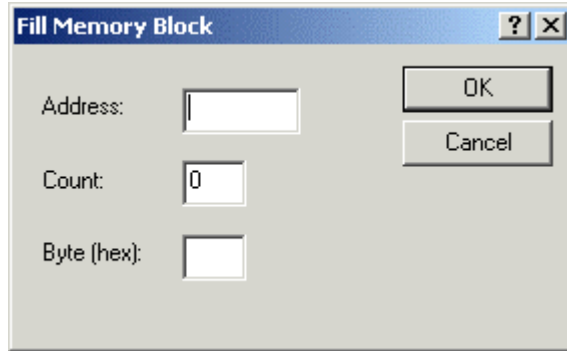 Fill Memory Block
?
Address:
OK
Cancel
Count:
0
Byte (hex):